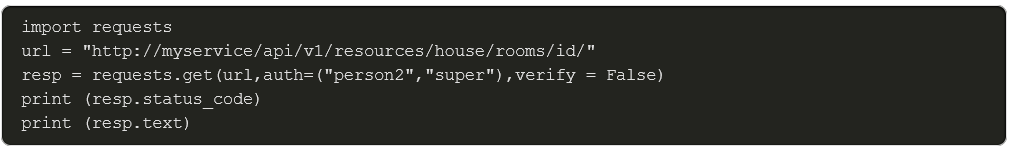 import requests
url = "http://myservice/api/v1/resources/house/rooms/id/"
resp = requests.get(url,auth=("person2","super"),verify = False)
print (resp.status_code)
print (resp.text)